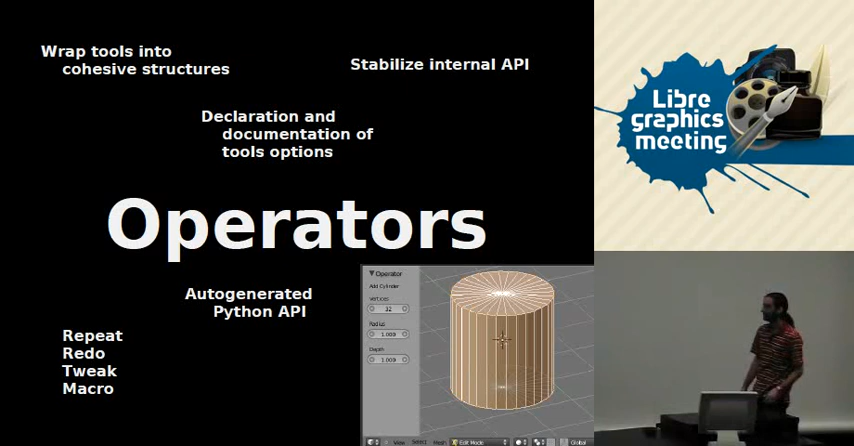 Wrap tools into
cohesive structures
Stabilize internal API
Declaration and
documentation of
tools options
Operators
Autogenerated
Python API
Repeat
Redo
Tweak
Macro
Operator
Add Cylinder
Vertices
32
Radius
1.000
Depth
1.000
View Select Mesh Edit Mode Global
Libre
graphics
meeting